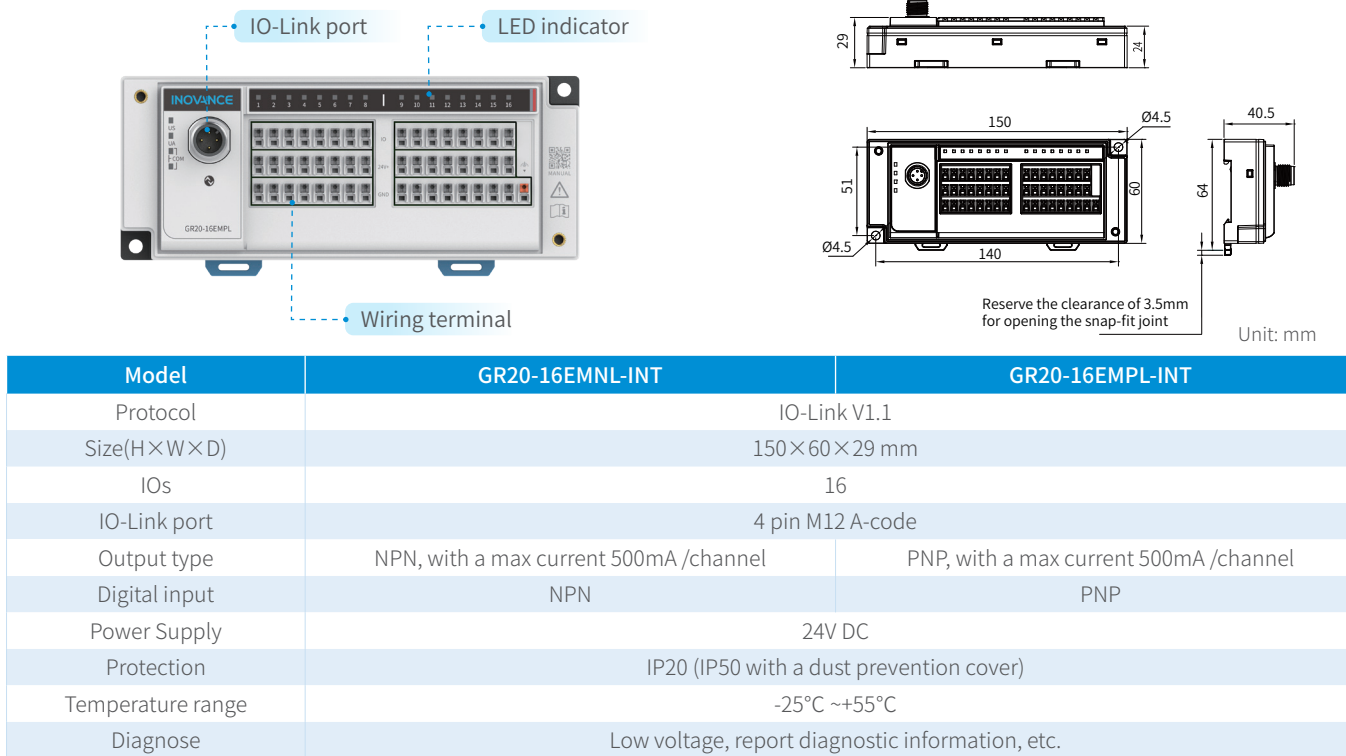 IO-Link port
LED indicator
INOVANCE
1 2 3 4 5 6 7 8 9 10 11 12 13 14 15 16
US
UA
COM
IO
24V+
GND
MANUAL
GR20-16EMPL
Wiring terminal
29
24
150
Ø4.5
40.5
51
60
64
Ø4.5
140
Reserve the clearance of 3.5mm
for opening the snap-fit joint
Unit: mm
Model GR20-16EMNL-INT GR20-16EMPL-INT
Protocol IO-Link V1.1
Size(H×W×D) 150×60×29 mm
IOs 16
IO-Link port 4 pin M12 A-code
Output type NPN, with a max current 500mA /channel PNP, with a max current 500mA /channel
Digital input NPN PNP
Power Supply 24V DC
Protection IP20 (IP50 with a dust prevention cover)
Temperature range -25°C ~+55°C
Diagnose Low voltage, report diagnostic information, etc.